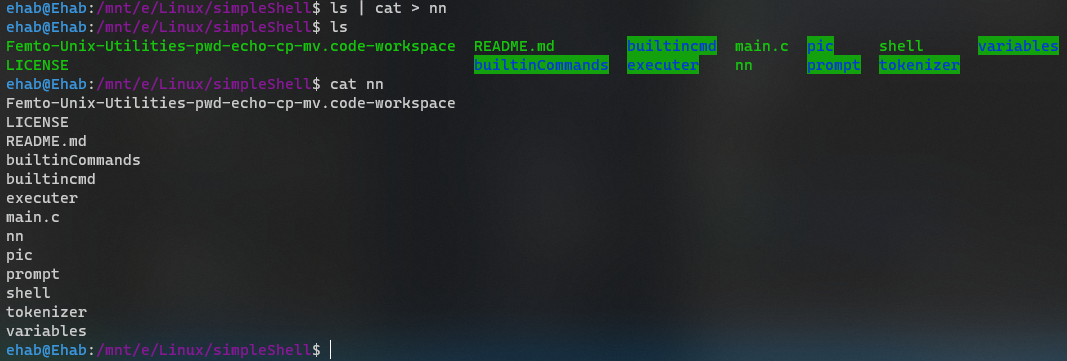 ehab@Ehab:/mnt/e/Linux/simpleShell$ ls | cat > nn
ehab@Ehab:/mnt/e/Linux/simpleShell$ ls
Femto-Unix-Utilities-pwd-echo-cp-mv.code-workspace  README.md  builtincmd  main.c  pic  shell  variables
LICENSE  builtinCommands  executer  nn  prompt  tokenizer
ehab@Ehab:/mnt/e/Linux/simpleShell$ cat nn
Femto-Unix-Utilities-pwd-echo-cp-mv.code-workspace
LICENSE
README.md
builtinCommands
builtincmd
executer
main.c
nn
pic
prompt
shell
tokenizer
variables
ehab@Ehab:/mnt/e/Linux/simpleShell$